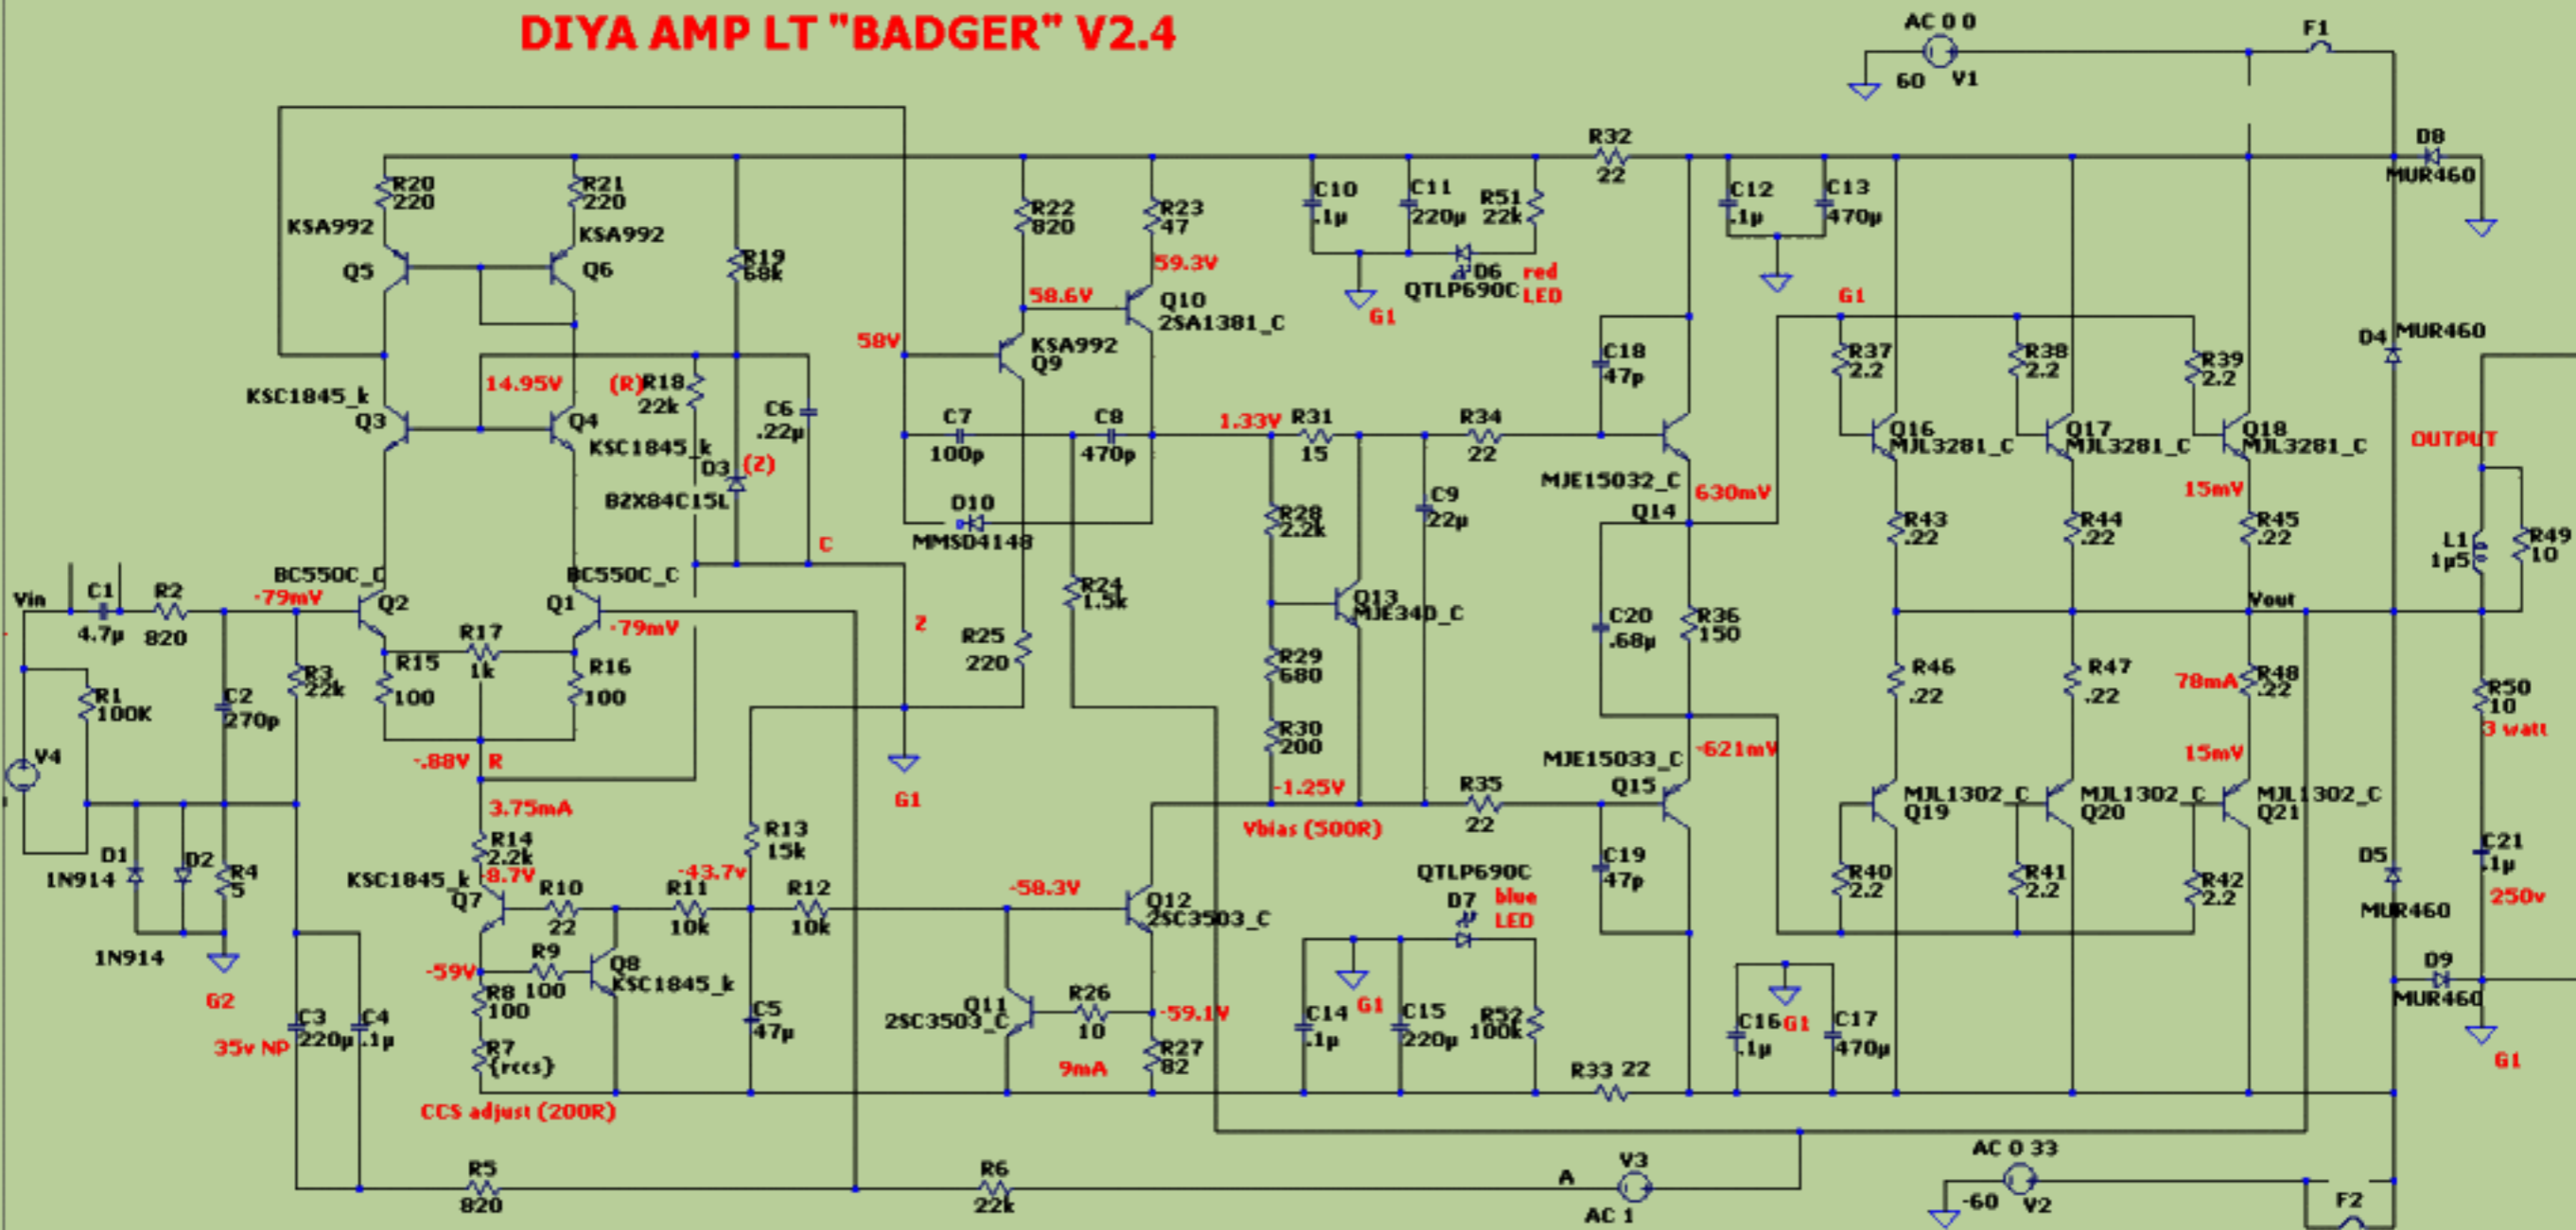 DIYA AMP LT "BADGER" V2.4
AC 0 0
F1
60
V1
R32
22
D8
MUR460
R20
220
R21
220
KSA992
KSA992
Q5
Q6
R19
68k
R22
820
R23
47
59.3V
58.6V
Q10
2SA1381_C
C10
.1µ
C11
220µ
R51
22k
D6
QTLP690C
red
LED
G1
C12
.1µ
C13
470µ
G1
58V
KSA992
Q9
C18
47p
R37
2.2
R38
2.2
R39
2.2
D4
MUR460
KSC1845_k
Q3
14.95V
Q4
KSC1845_k
(R)
R18
22k
C6
.22µ
D3
(Z)
BZX84C15L
C7
100p
C8
470p
1.33V
R31
15
R34
22
MJE15032_C
Q14
630mV
Q16
MJL3281_C
Q17
MJL3281_C
Q18
MJL3281_C
15mV
OUTPUT
D10
MMSD4148
C
R28
2.2k
C9
22µ
R43
.22
R44
.22
R45
.22
L1
1µ5
R49
10
Vin
C1
4.7µ
R2
820
BC550C_C
-79mV
Q2
BC550C_C
Q1
-79mV
Z
R24
1.5k
Q13
MJE340_C
C20
.68µ
R36
150
Vout
R17
1k
R15
100
R16
100
R25
220
R1
100K
C2
270p
R3
22k
R29
680
R30
200
R46
.22
R47
.22
78mA
R48
.22
R50
10
3 watt
V4
-.88V
R
3.75mA
G1
-1.25V
Vbias (500R)
R35
22
MJE15033_C
Q15
-621mV
15mV
MJL1302_C
Q19
MJL1302_C
Q20
MJL1302_C
Q21
D1
1N914
D2
1N914
R4
5
G2
R14
2.2k
-8.7V
KSC1845_k
Q7
R10
22
R11
10k
-43.7v
R13
15k
R12
10k
-58.3V
Q12
2SC3503_C
C19
47p
QTLP690C
D7
blue
LED
R40
2.2
R41
2.2
R42
2.2
D5
MUR460
C21
.1µ
250v
-59V
R9
100
Q8
KSC1845_k
R8
100
R7
{rccs}
C5
47µ
Q11
2SC3503_C
R26
10
-59.1V
R27
82
9mA
C14
.1µ
G1
C15
220µ
R52
100k
R33 22
C16
.1µ
G1
C17
470µ
D9
MUR460
G1
C3
220µ
C4
.1µ
35v NP
CCS adjust (200R)
R5
820
R6
22k
A
V3
AC 1
AC 0 33
-60
V2
F2